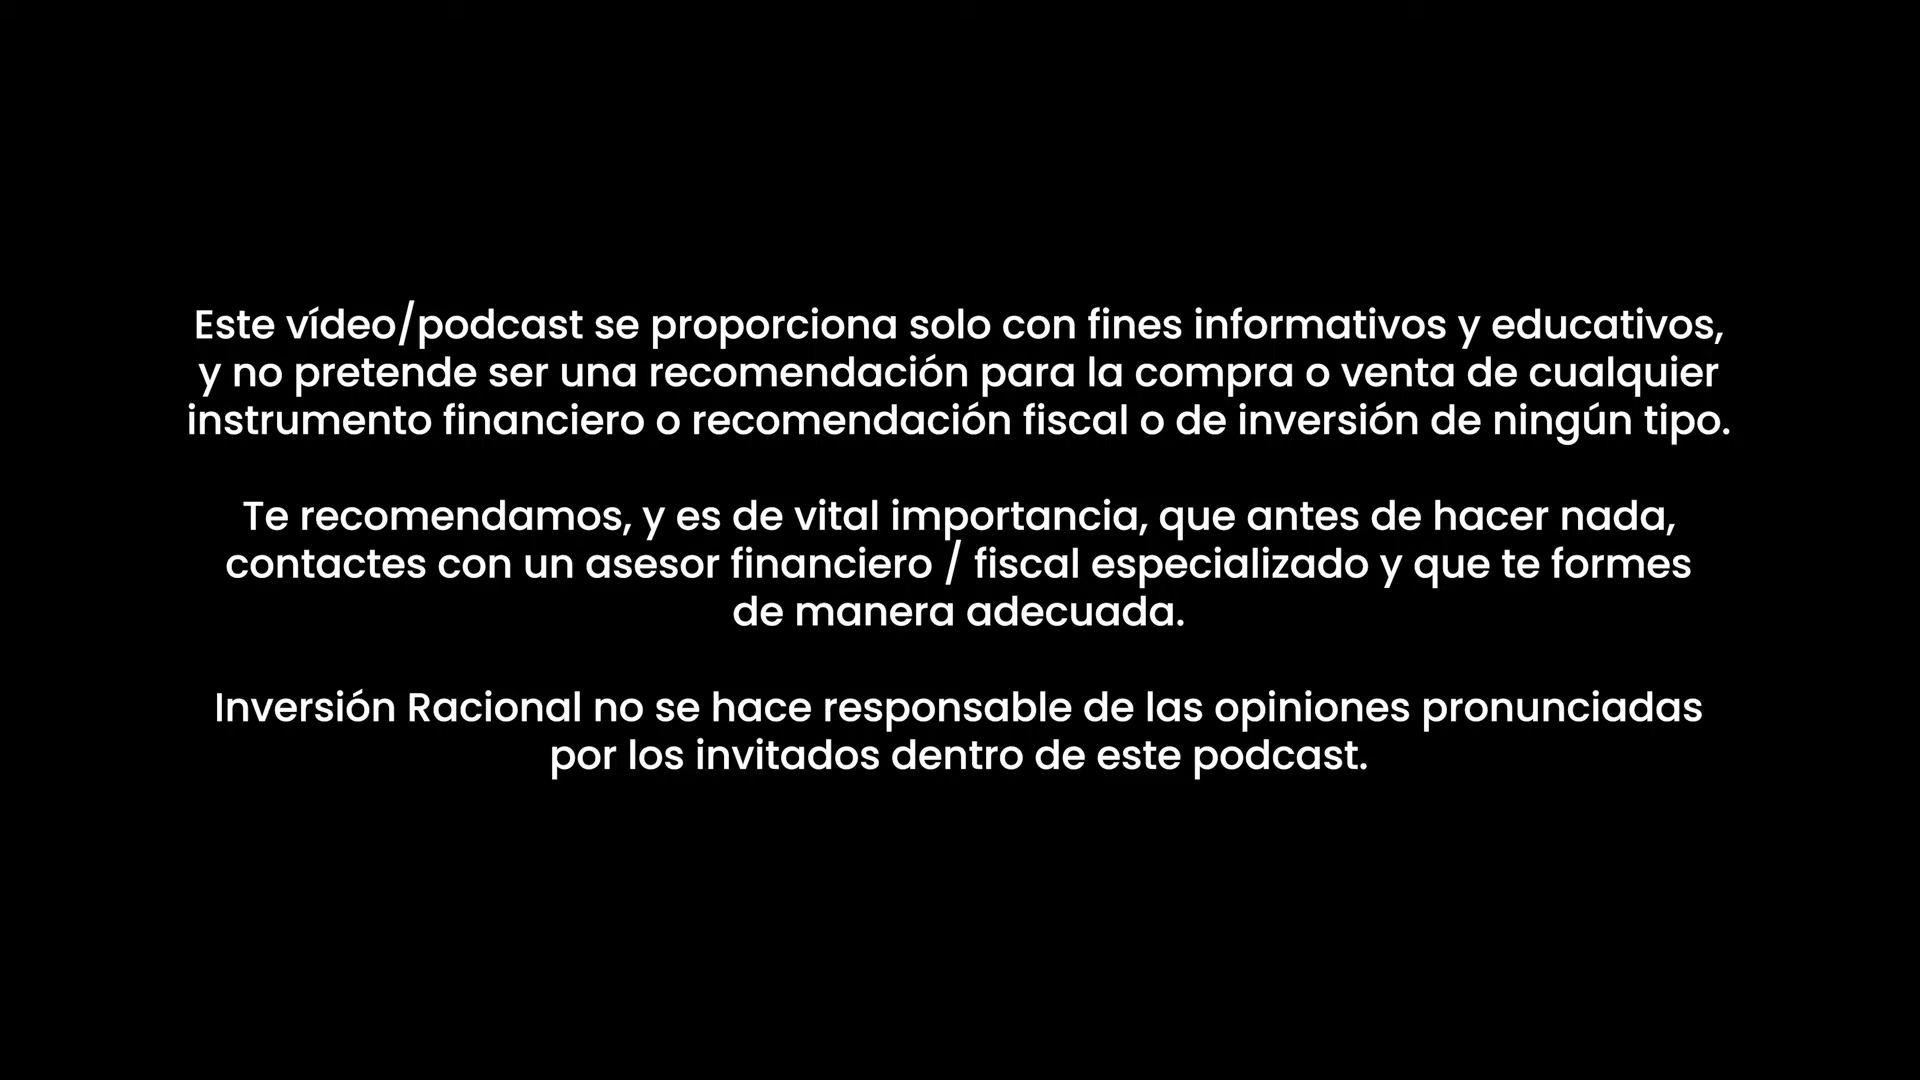 Este vídeo/podcast se proporciona solo con fines informativos y educativos,
y no pretende ser una recomendación para la compra o venta de cualquier
instrumento financiero o recomendación fiscal o de inversión de ningún tipo.
Te recomendamos, y es de vital importancia, que antes de hacer nada,
contactes con un asesor financiero / fiscal especializado y que te formes
de manera adecuada.
Inversión Racional no se hace responsable de las opiniones pronunciadas
por los invitados dentro de este podcast.